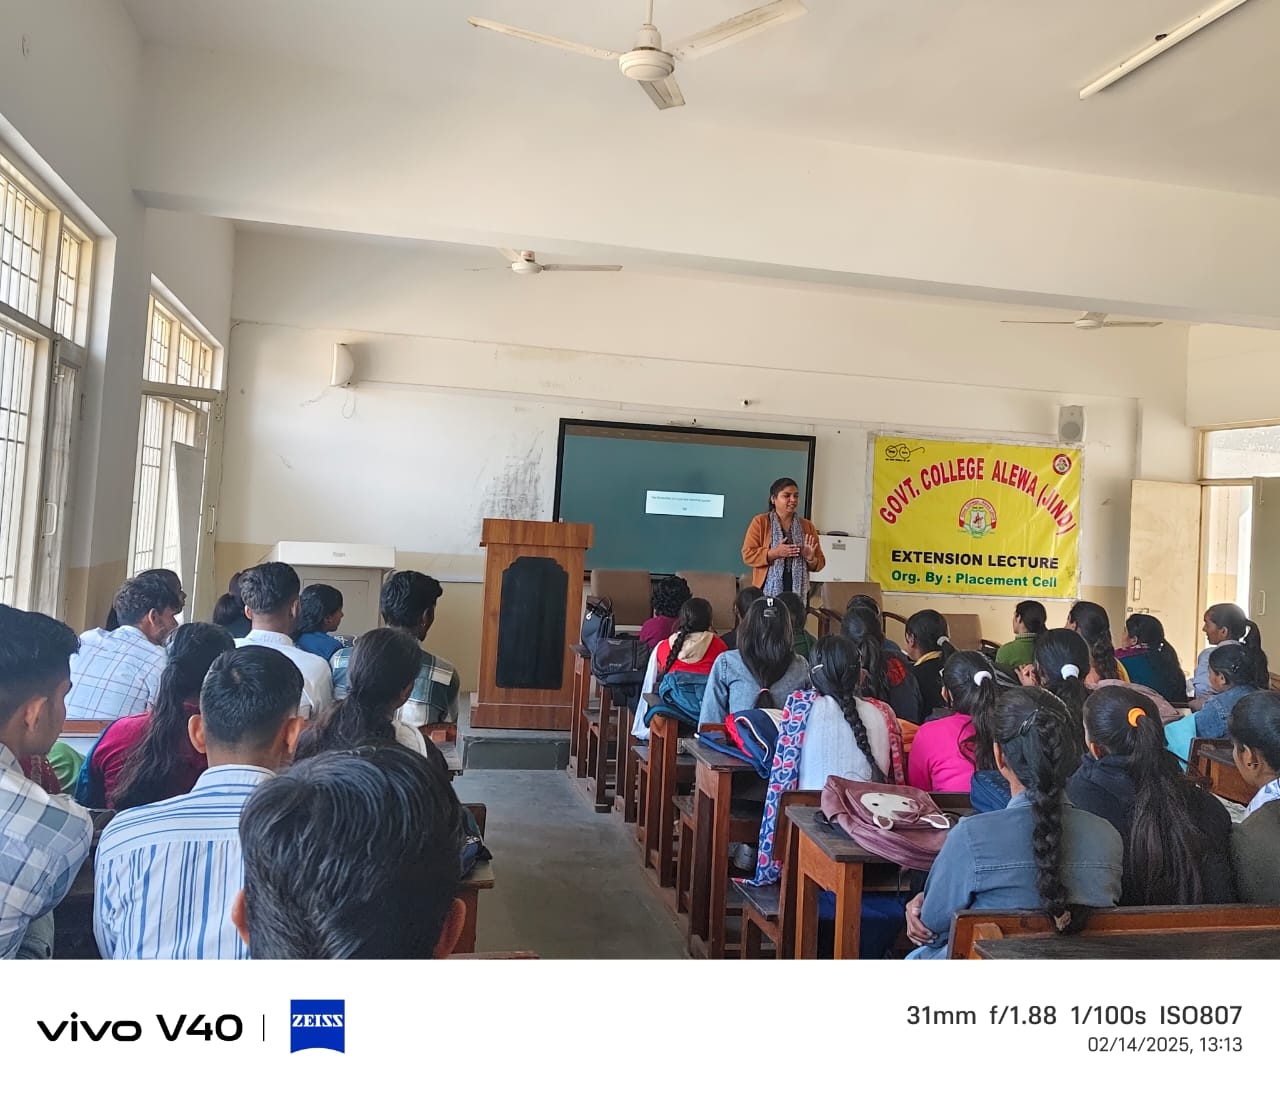 GOVT. COLLEGE ALEWA (JIND)
EXTENSION LECTURE
Org. By : Placement Cell
vivo V40
ZEISS
31mm f/1.88 1/100s ISO807
02/14/2025, 13:13